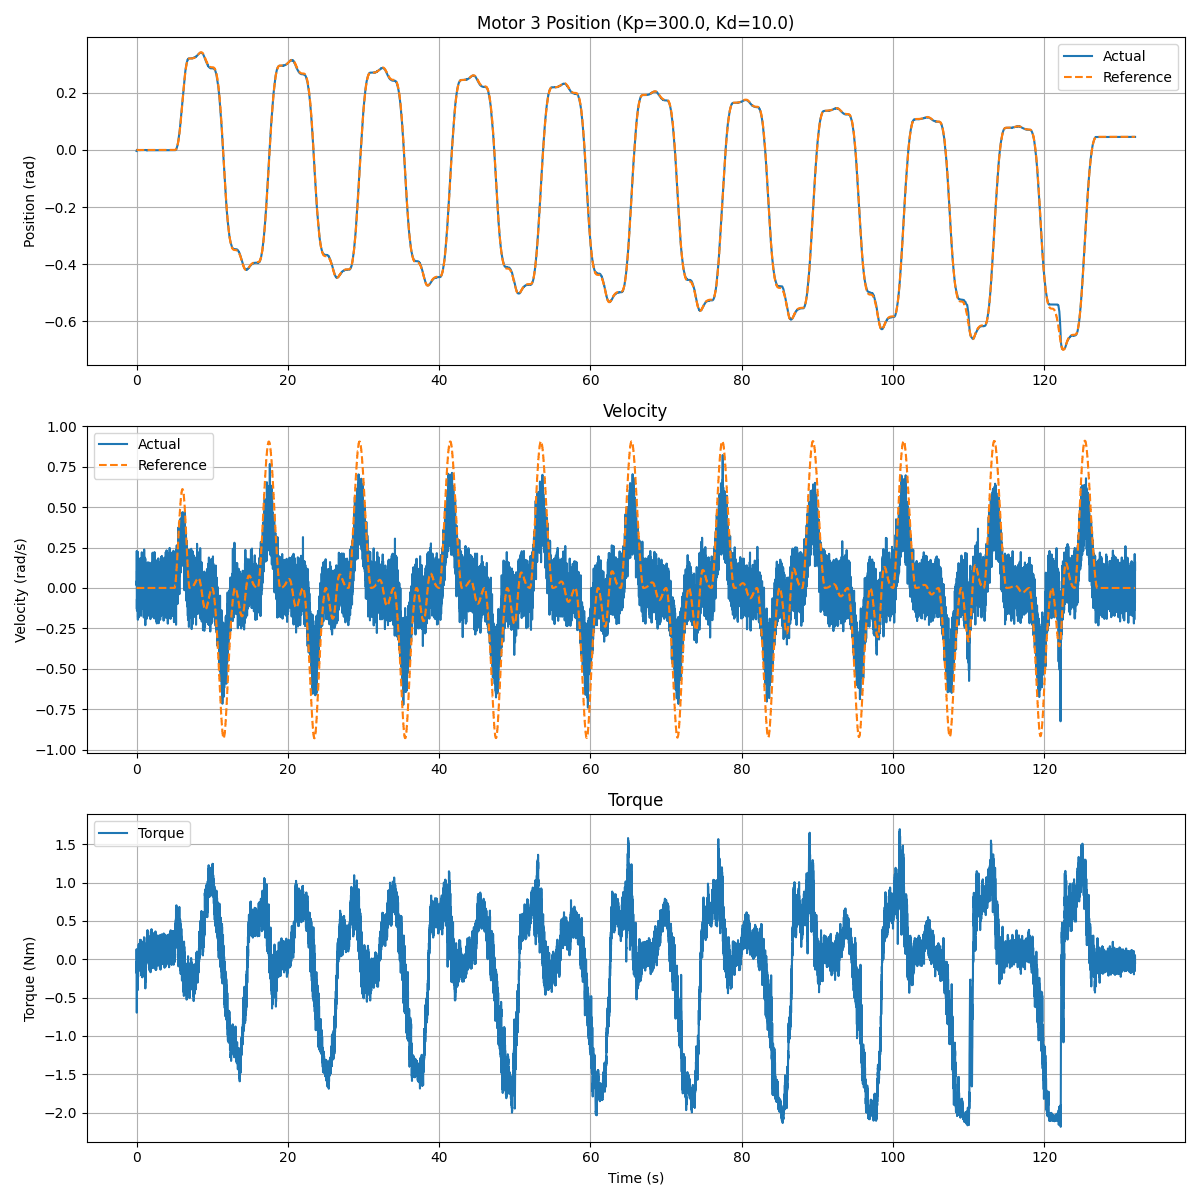 Motor 3 Position (Kp=300.0, Kd=10.0)
Actual
Reference
Position (rad)
0.2
0.0
−0.2
−0.4
−0.6
0 20 40 60 80 100 120
Velocity
Actual
Reference
Velocity (rad/s)
1.00
0.75
0.50
0.25
0.00
−0.25
−0.50
−0.75
−1.00
0 20 40 60 80 100 120
Torque
Torque
Torque (Nm)
1.5
1.0
0.5
0.0
−0.5
−1.0
−1.5
−2.0
0 20 40 60 80 100 120
Time (s)